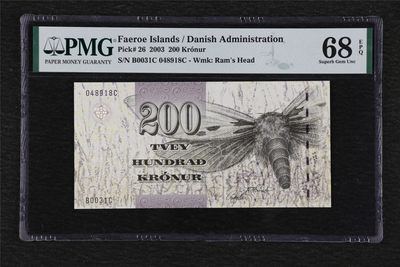 PMG
PAPER MONEY GUARANTY
Faeroe Islands / Danish Administration
Pick# 26 2003 200 Krónur
S/N B0031C 048918C - Wmk: Ram's Head
68 EPQ
Superb Gem Unc
048918C
200
TVEY
HUNDRAÐ
KRÓNUR
B0031C